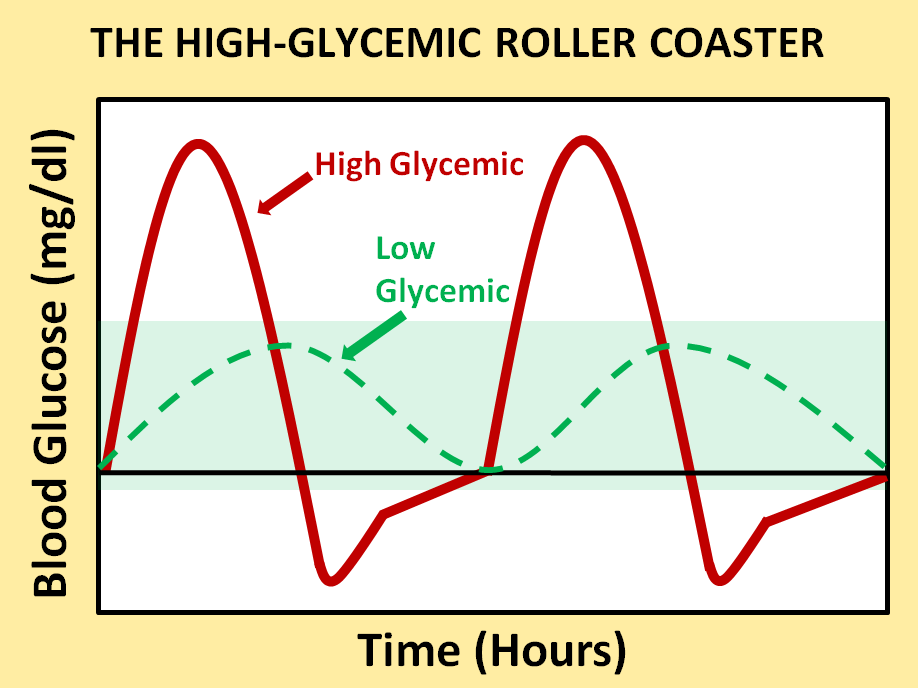 THE HIGH-GLYCEMIC ROLLER COASTER
High Glycemic
Low
Glycemic
Blood Glucose (mg/dl)
Time (Hours)